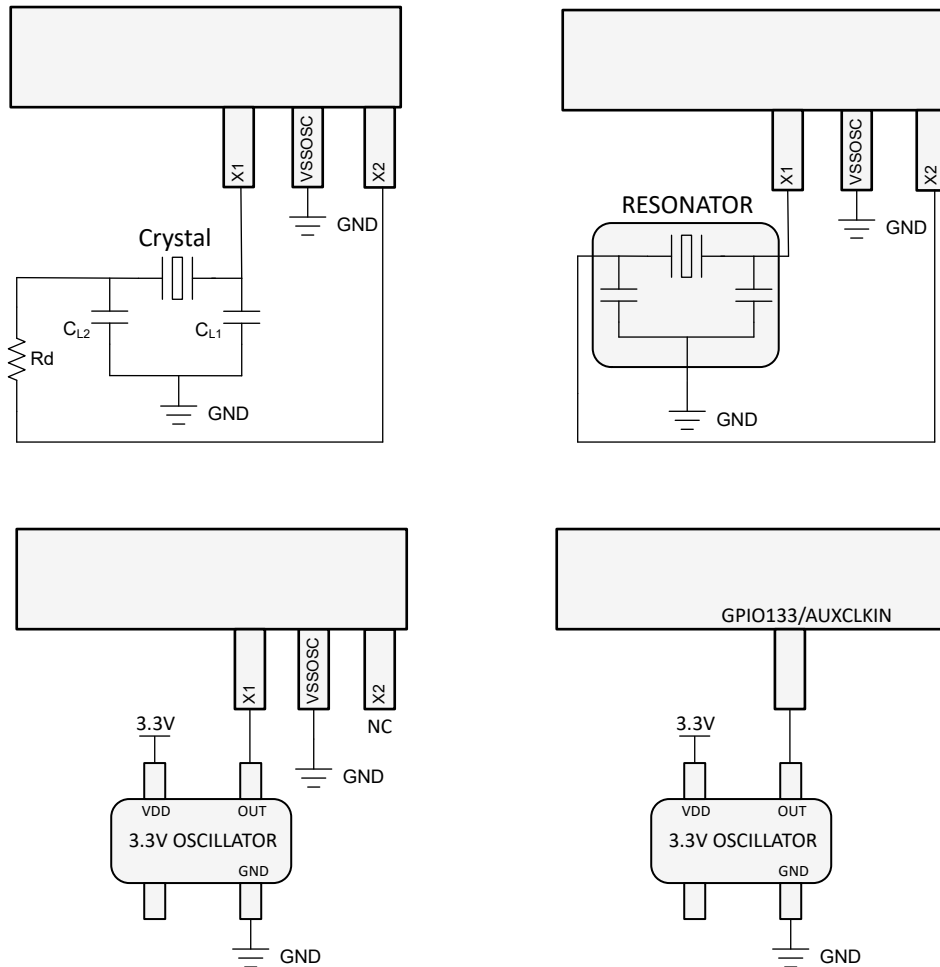 X1
VSSOSC
X2
GND
Crystal
CL2
CL1
Rd
GND
X1
VSSOSC
X2
GND
RESONATOR
GND
X1
VSSOSC
X2
NC
3.3V
GND
VDD
OUT
3.3V OSCILLATOR
GND
GND
GPIO133/AUXCLKIN
3.3V
VDD
OUT
3.3V OSCILLATOR
GND
GND